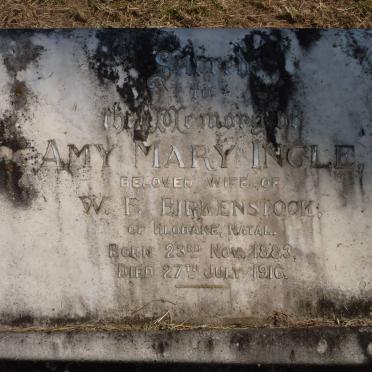 Sacred
to
the Memory of
AMY MARY INGLE,
BELOVED WIFE OF
W. F. BIRKENSTOCK:
OF HLOBANE, NATAL.
BORN 23RD NOV. 1883.
DIED 27TH JULY 1916.